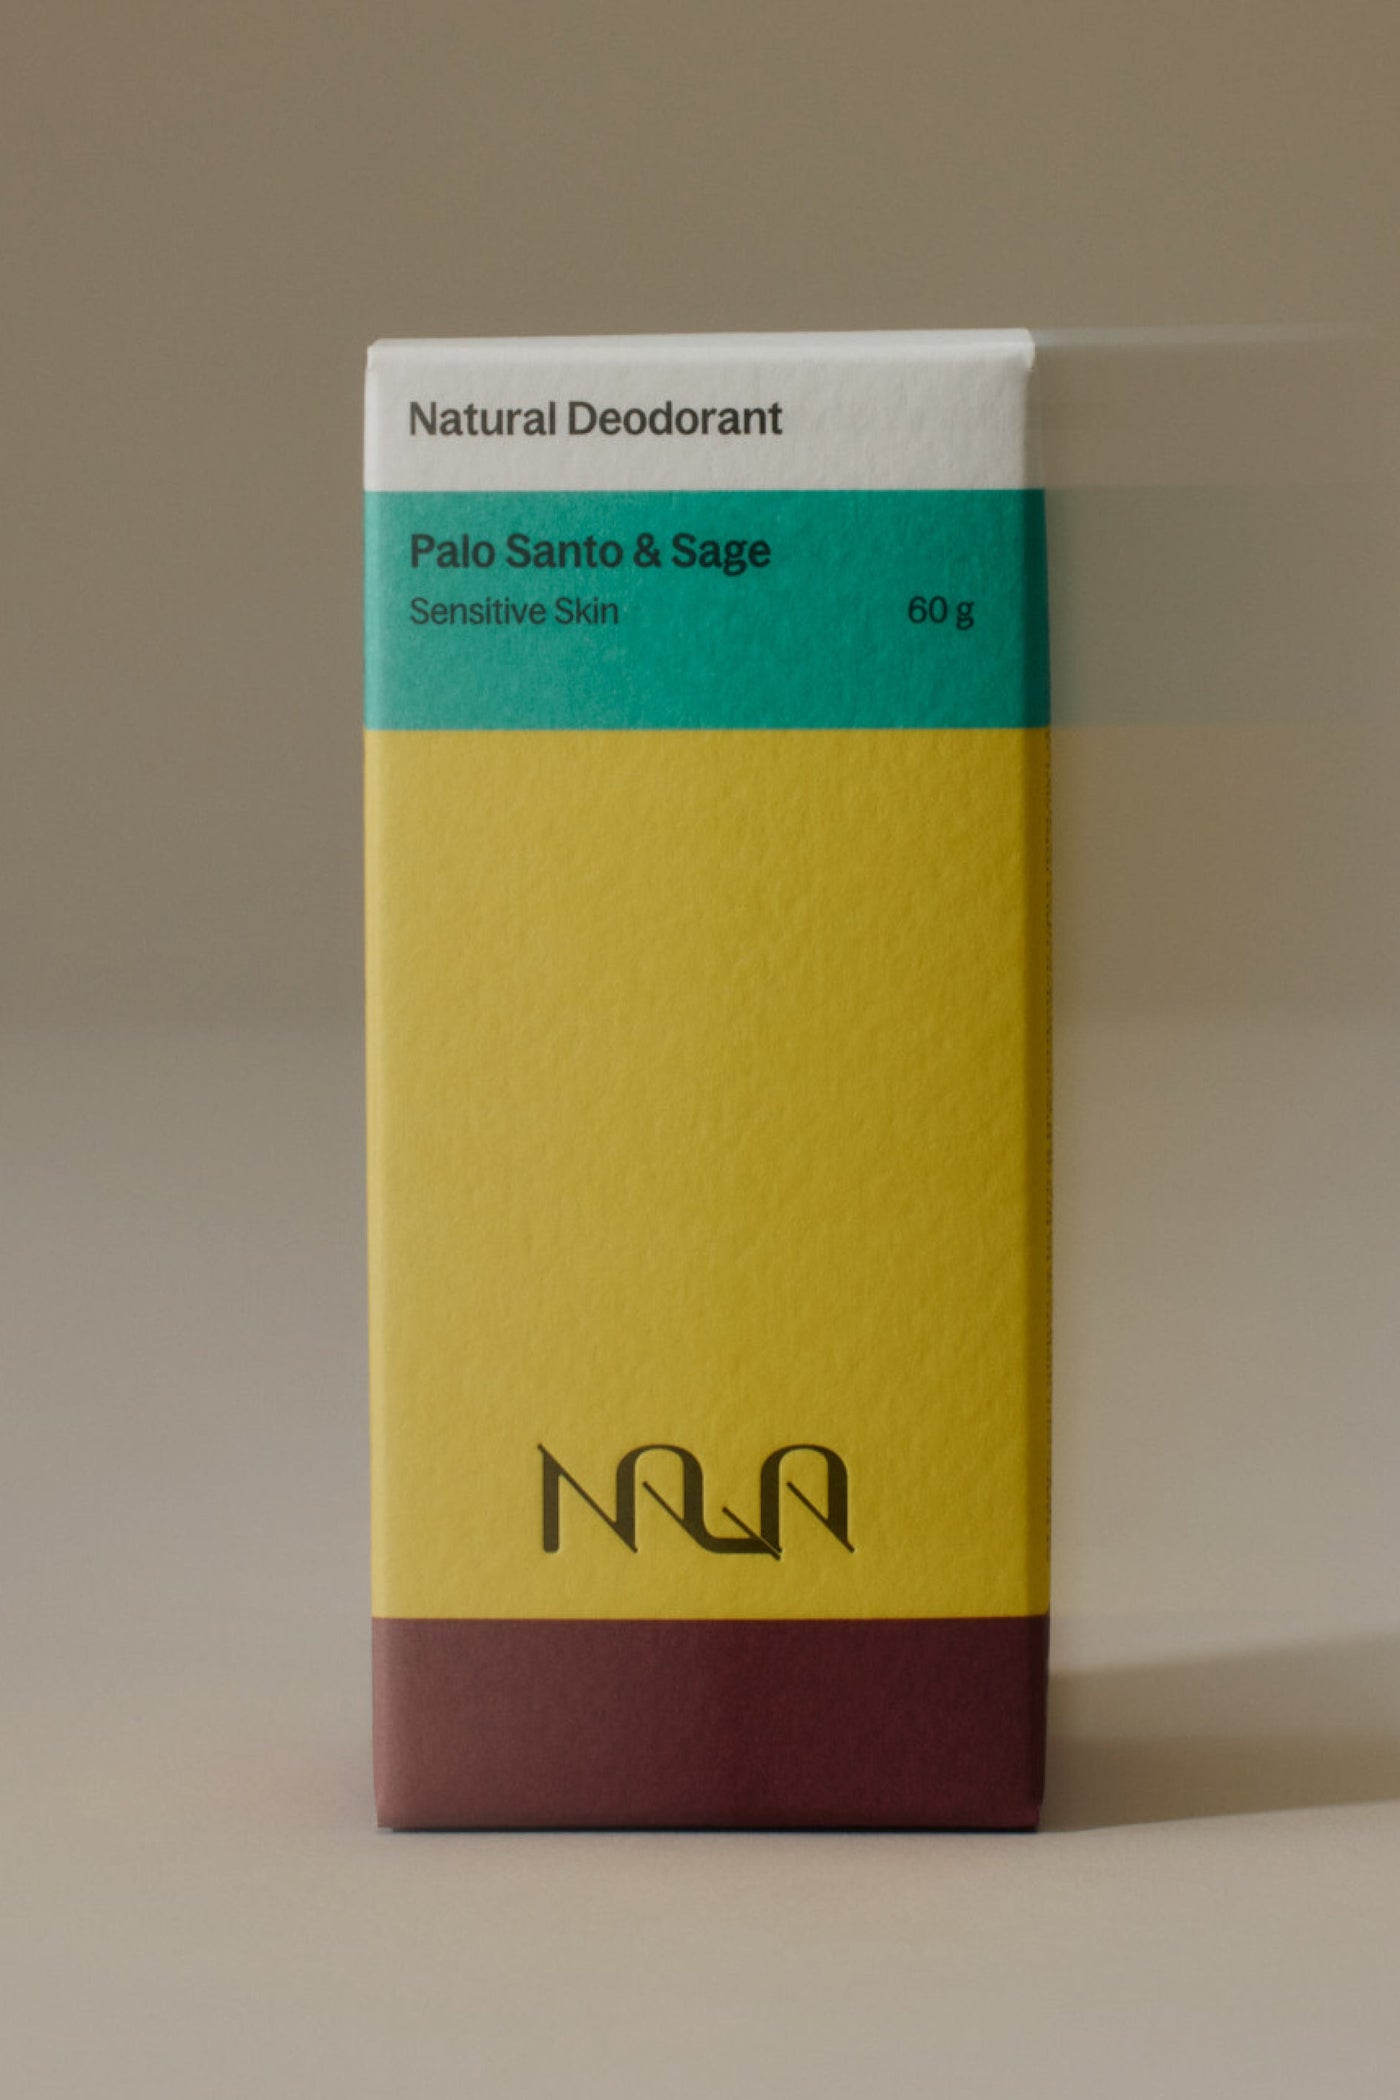 Natural Deodorant
Palo Santo & Sage
Sensitive Skin
60 g
NALA